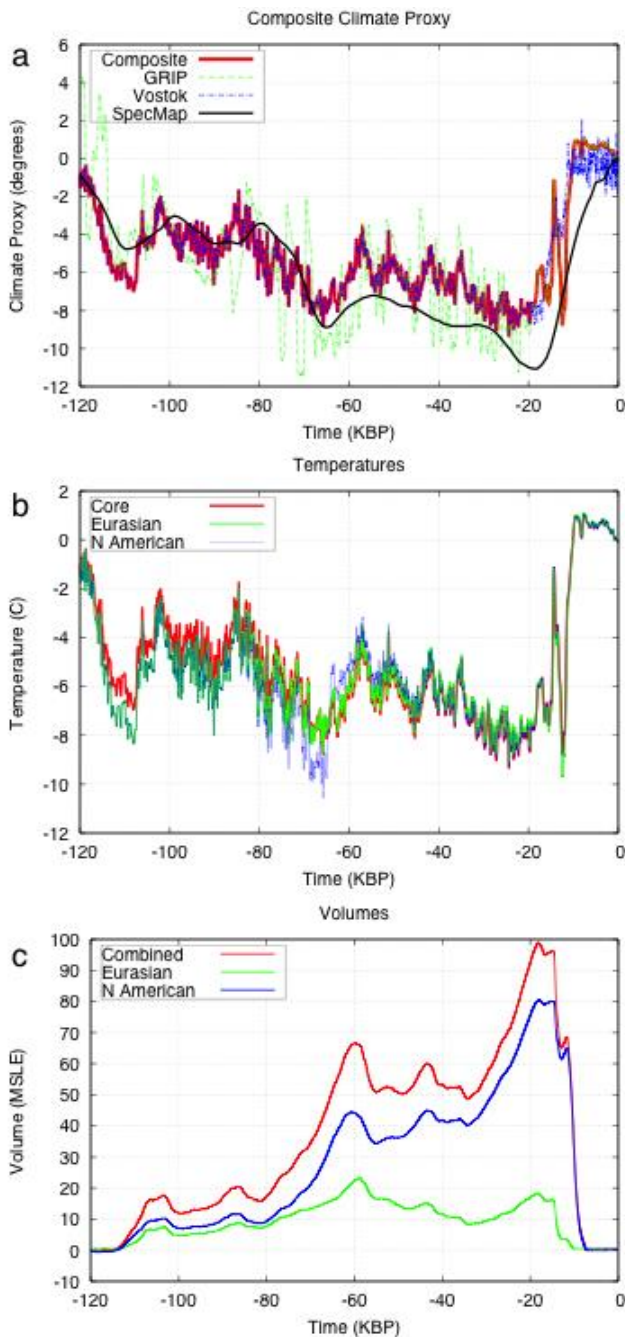 Composite Climate Proxy
a
6
4
2
0
-2
-4
-6
-8
-10
-12
Climate Proxy (degrees)
Composite
GRIP
Vostok
SpecMap
-120 -100 -80 -60 -40 -20 0
Time (KBP)
Temperatures
b
2
0
-2
-4
-6
-8
-10
-12
Temperature (C)
Core
Eurasian
N American
-120 -100 -80 -60 -40 -20 0
Time (KBP)
Volumes
c
100
90
80
70
60
50
40
30
20
10
0
-10
Volume (MSLE)
Combined
Eurasian
N American
-120 -100 -80 -60 -40 -20 0
Time (KBP)